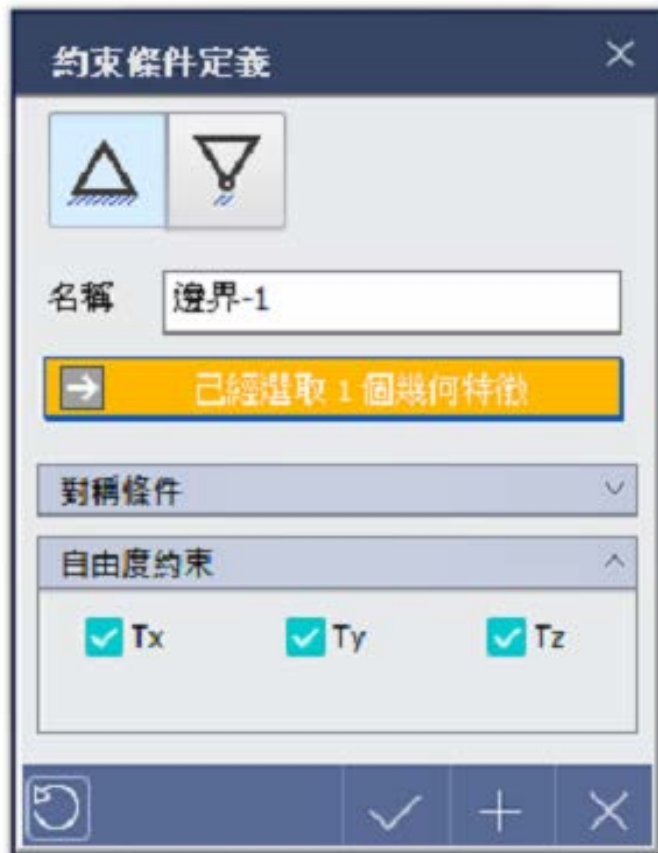 約束條件定義
名稱 邊界-1
已經選取 1 個幾何特徵
對稱條件
自由度約束
Tx Ty Tz